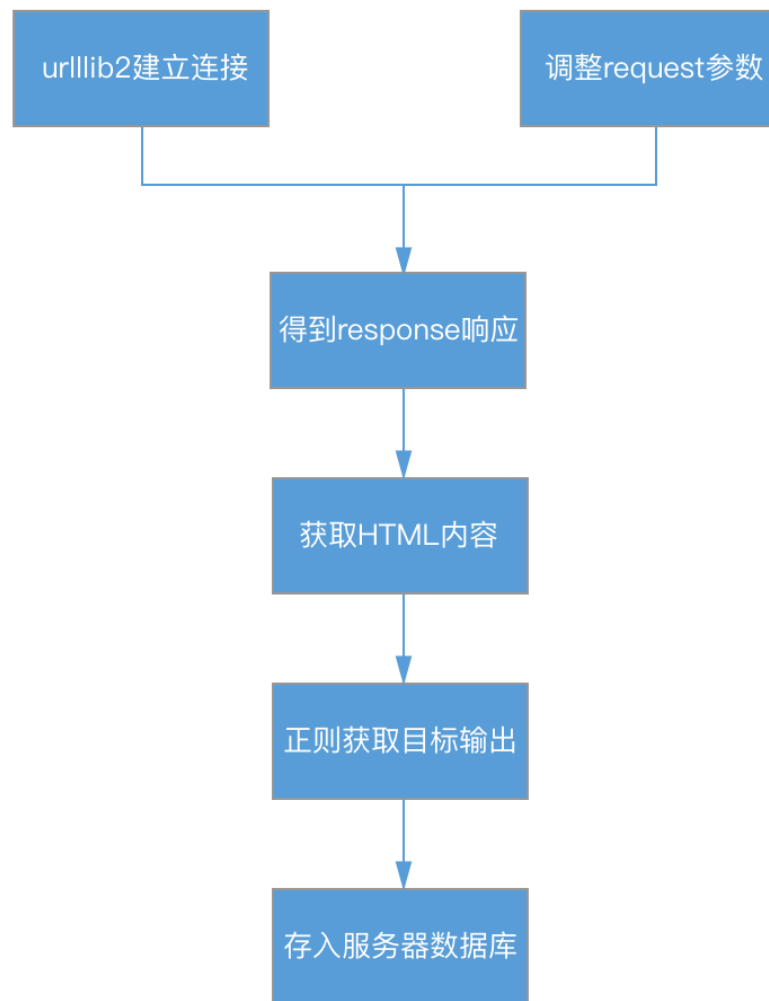 urlllib2建立连接
调整request参数
得到response响应
获取HTML内容
正则获取目标输出
存入服务器数据库